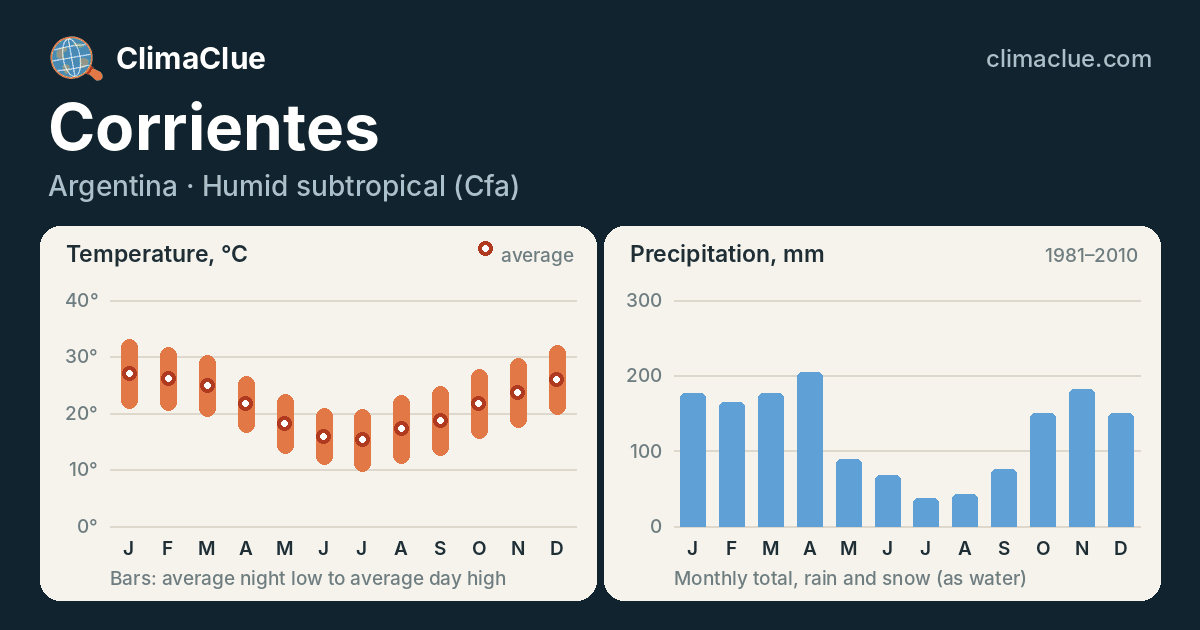 ClimaClue
climaclue.com
Corrientes
Argentina · Humid subtropical (Cfa)
Temperature, °C
average
40°
30°
20°
10°
0°
J F M A M J J A S O N D
Bars: average night low to average day high
Precipitation, mm
1981–2010
300
200
100
0
J F M A M J J A S O N D
Monthly total, rain and snow (as water)